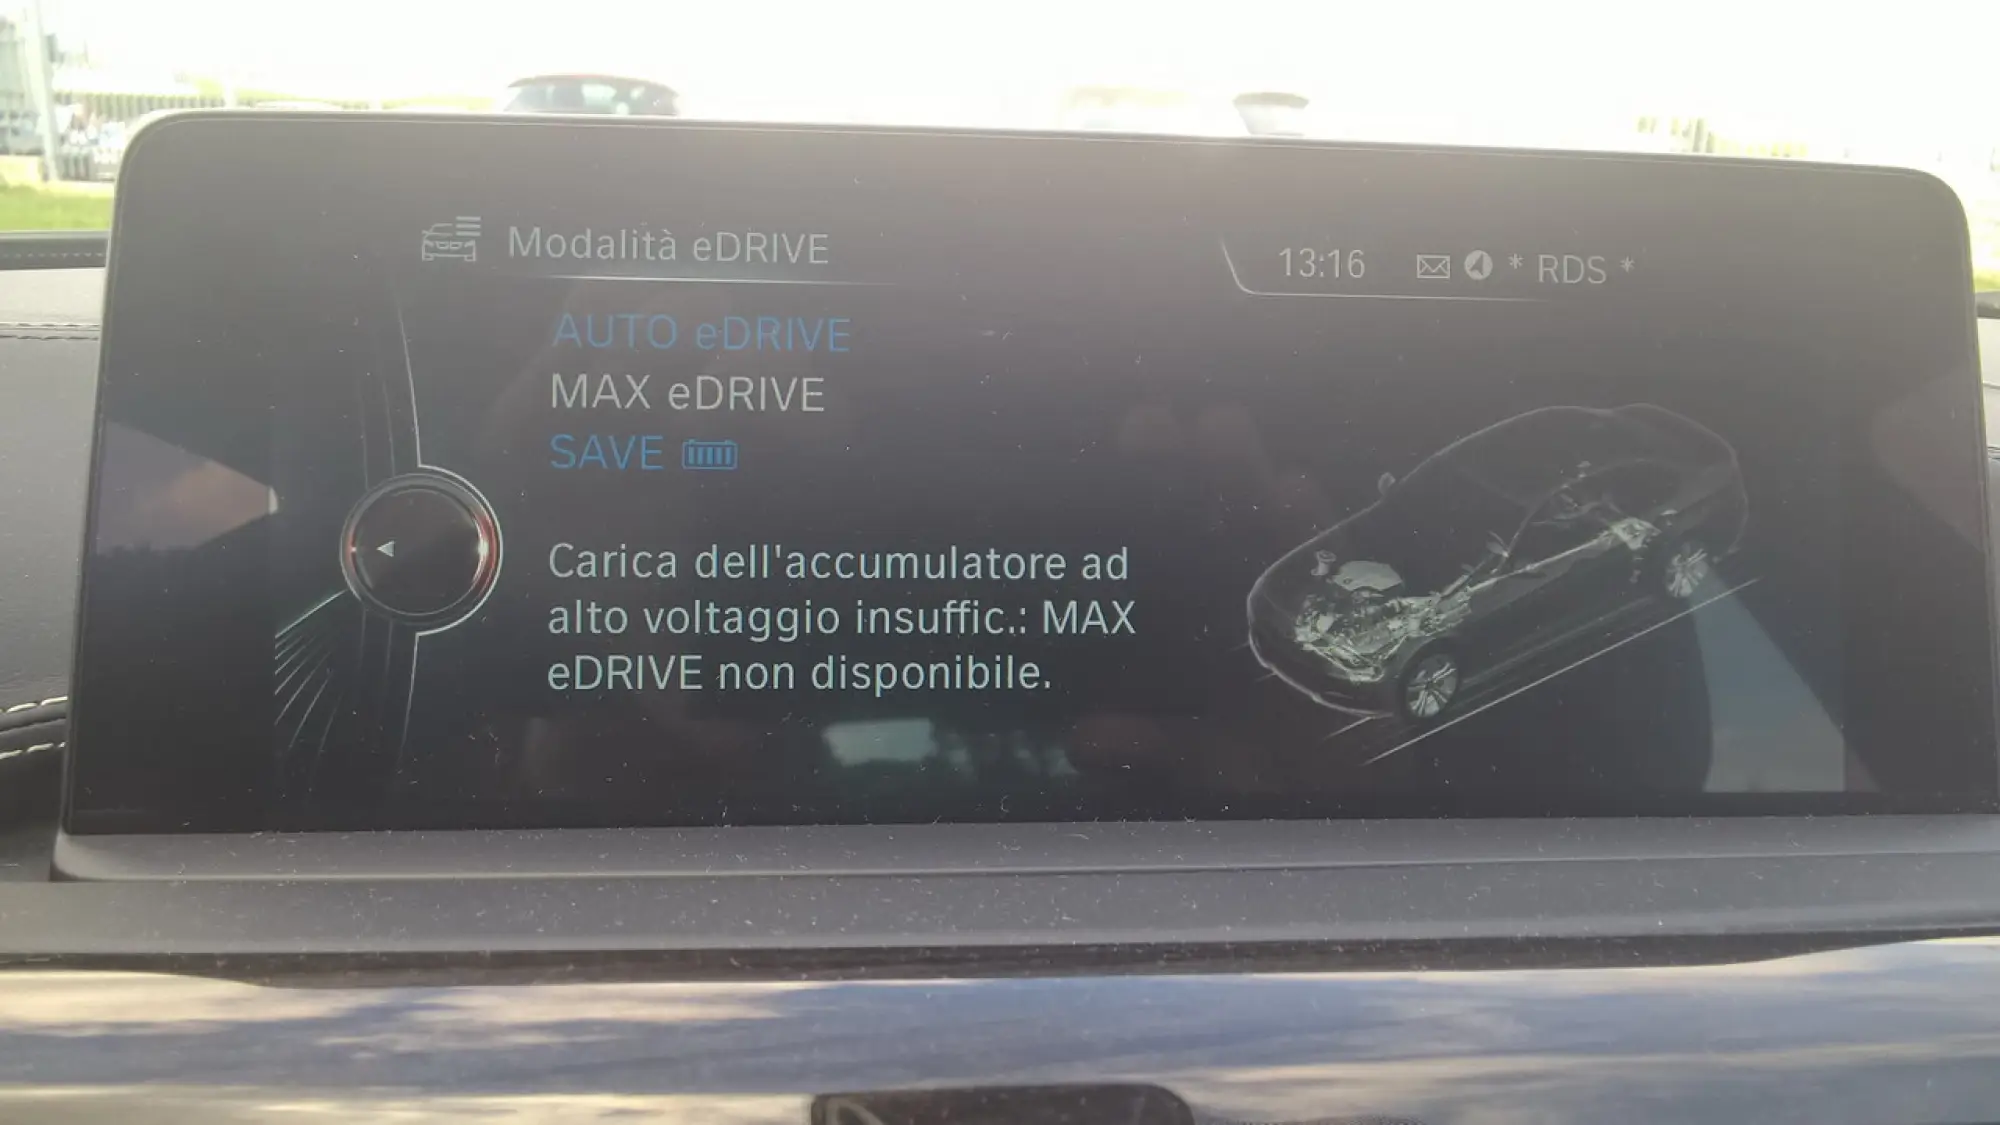 Modalità eDRIVE
13:16 * RDS *
AUTO eDRIVE
MAX eDRIVE
SAVE
Carica dell'accumulatore ad
alto voltaggio insuffic.: MAX
eDRIVE non disponibile.